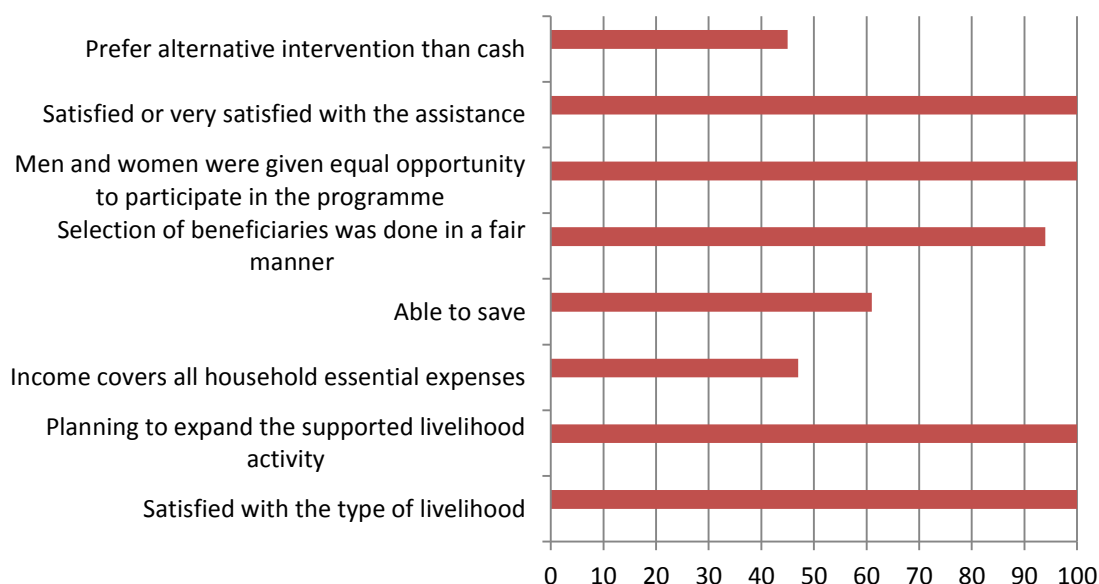 Prefer alternative intervention than cash
Satisfied or very satisfied with the assistance
Men and women were given equal opportunity
to participate in the programme
Selection of beneficiaries was done in a fair
manner
Able to save
Income covers all household essential expenses
Planning to expand the supported livelihood
activity
Satisfied with the type of livelihood
0 10 20 30 40 50 60 70 80 90 100